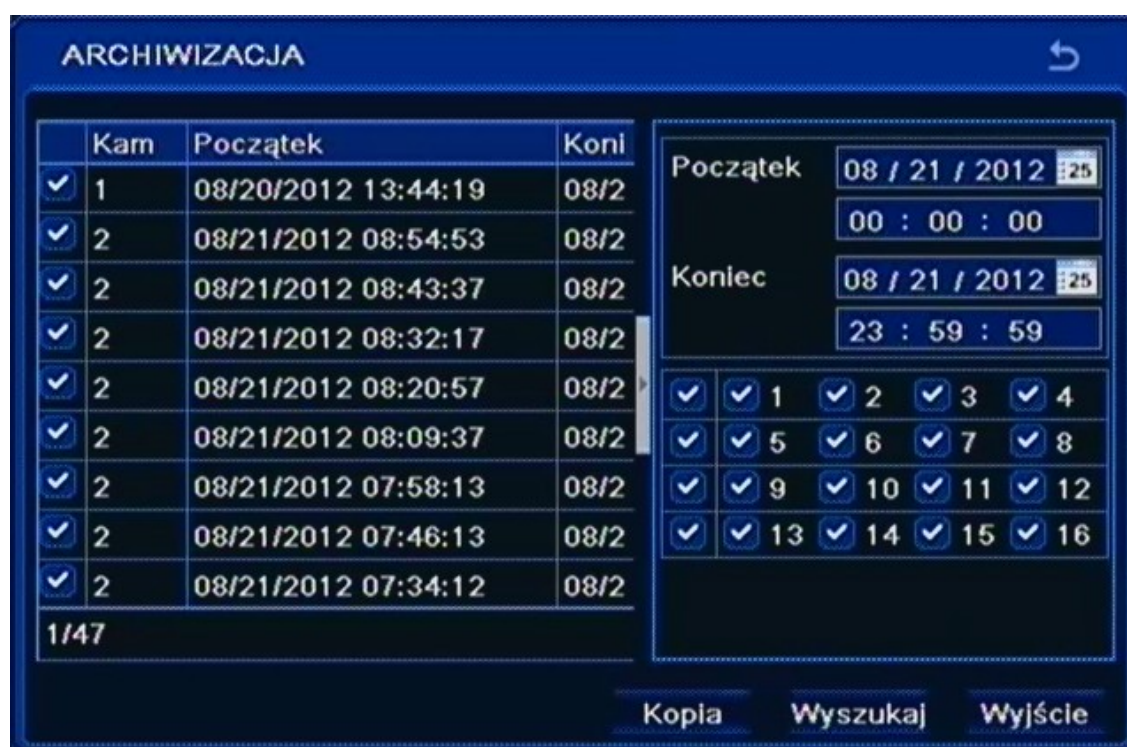 ARCHIWIZACJA
Kam Początek Koni
1 08/20/2012 13:44:19 08/2
2 08/21/2012 08:54:53 08/2
2 08/21/2012 08:43:37 08/2
2 08/21/2012 08:32:17 08/2
2 08/21/2012 08:20:57 08/2
2 08/21/2012 08:09:37 08/2
2 08/21/2012 07:58:13 08/2
2 08/21/2012 07:46:13 08/2
2 08/21/2012 07:34:12 08/2
1/47
Początek 08 / 21 / 2012 25
00 : 00 : 00
Koniec 08 / 21 / 2012 25
23 : 59 : 59
1 2 3 4
5 6 7 8
9 10 11 12
13 14 15 16
Kopia Wyszukaj Wyjście